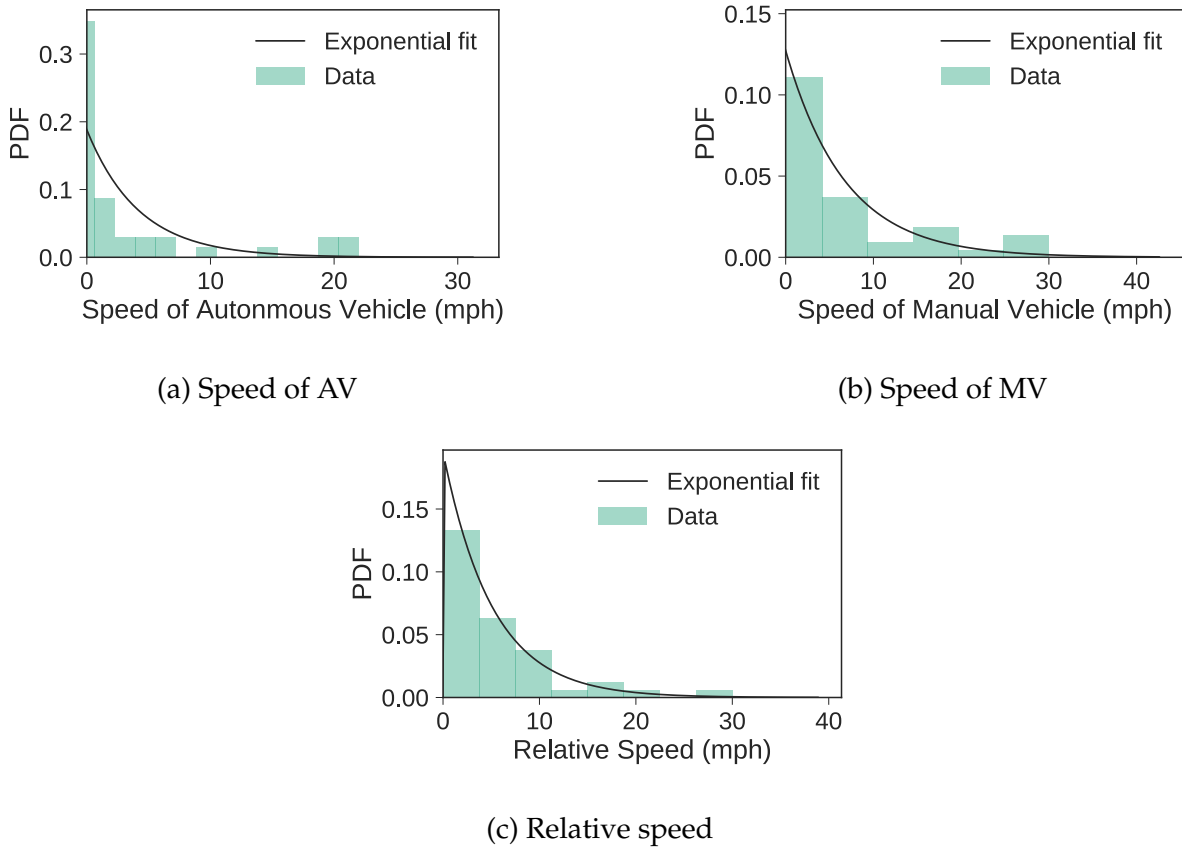 Exponential fit
Data
0.3
0.2
0.1
0.0
PDF
0 10 20 30
Speed of Autonmous Vehicle (mph)
(a) Speed of AV
Exponential fit
Data
0.15
0.10
0.05
0.00
PDF
0 10 20 30 40
Speed of Manual Vehicle (mph)
(b) Speed of MV
Exponential fit
Data
0.15
0.10
0.05
0.00
PDF
0 10 20 30 40
Relative Speed (mph)
(c) Relative speed